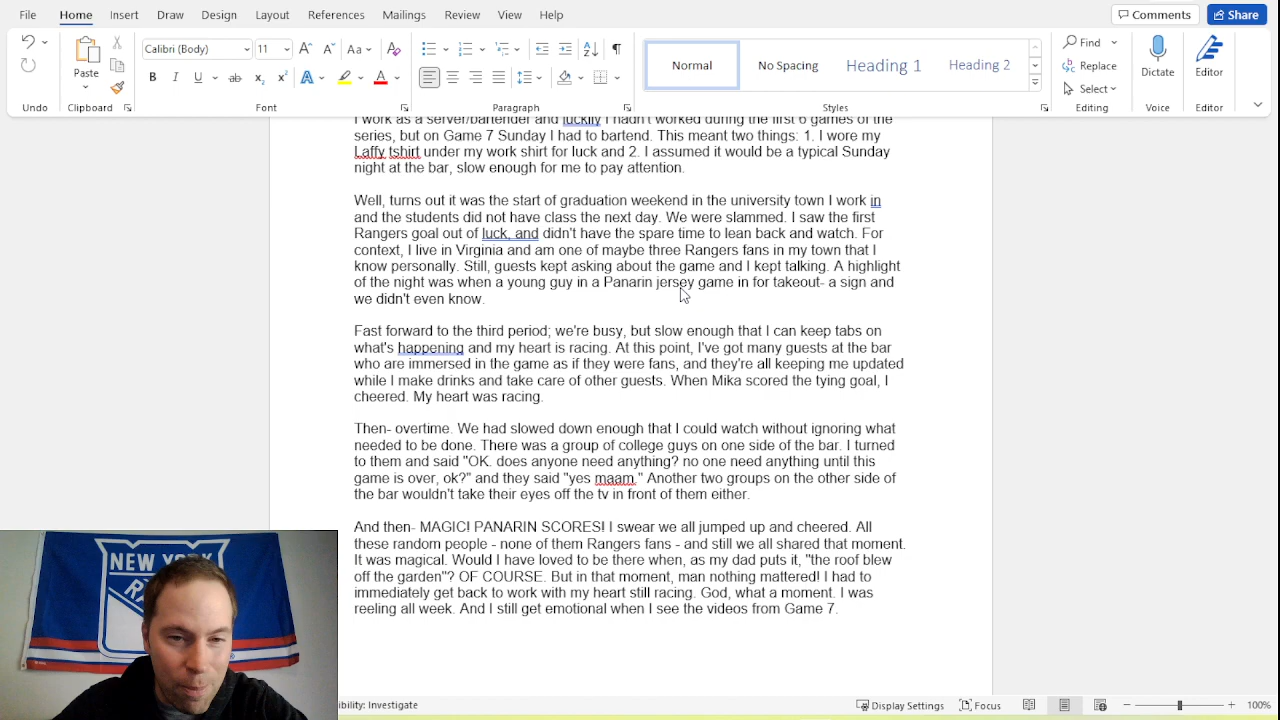 File Home Insert Draw Design Layout References Mailings Review View Help Comments Share
Calibri (Body) 11 Aa
Paste
Normal No Spacing Heading 1 Heading 2
Find
Replace
Select
Dictate Editor
Undo Clipboard Font Paragraph Styles Editing Voice Editor
I work as a server/bartender and luckily I hadn't worked during the first 6 games of the
series, but on Game 7 Sunday I had to bartend. This meant two things: 1. I wore my
Laffy tshirt under my work shirt for luck and 2. I assumed it would be a typical Sunday
night at the bar, slow enough for me to pay attention.
Well, turns out it was the start of graduation weekend in the university town I work in
and the students did not have class the next day. We were slammed. I saw the first
Rangers goal out of luck, and didn't have the spare time to lean back and watch. For
context, I live in Virginia and am one of maybe three Rangers fans in my town that I
know personally. Still, guests kept asking about the game and I kept talking. A highlight
of the night was when a young guy in a Panarin jersey game in for takeout- a sign and
we didn't even know.
Fast forward to the third period; we're busy, but slow enough that I can keep tabs on
what's happening and my heart is racing. At this point, I've got many guests at the bar
who are immersed in the game as if they were fans, and they're all keeping me updated
while I make drinks and take care of other guests. When Mika scored the tying goal, I
cheered. My heart was racing.
Then- overtime. We had slowed down enough that I could watch without ignoring what
needed to be done. There was a group of college guys on one side of the bar. I turned
to them and said "OK. does anyone need anything? no one need anything until this
game is over, ok?" and they said "yes maam." Another two groups on the other side of
the bar wouldn't take their eyes off the tv in front of them either.
And then- MAGIC! PANARIN SCORES! I swear we all jumped up and cheered. All
these random people - none of them Rangers fans - and still we all shared that moment.
It was magical. Would I have loved to be there when, as my dad puts it, "the roof blew
off the garden"? OF COURSE. But in that moment, man nothing mattered! I had to
immediately get back to work with my heart still racing. God, what a moment. I was
reeling all week. And I still get emotional when I see the videos from Game 7.
NEW YORK
bility: Investigate Display Settings Focus 100%